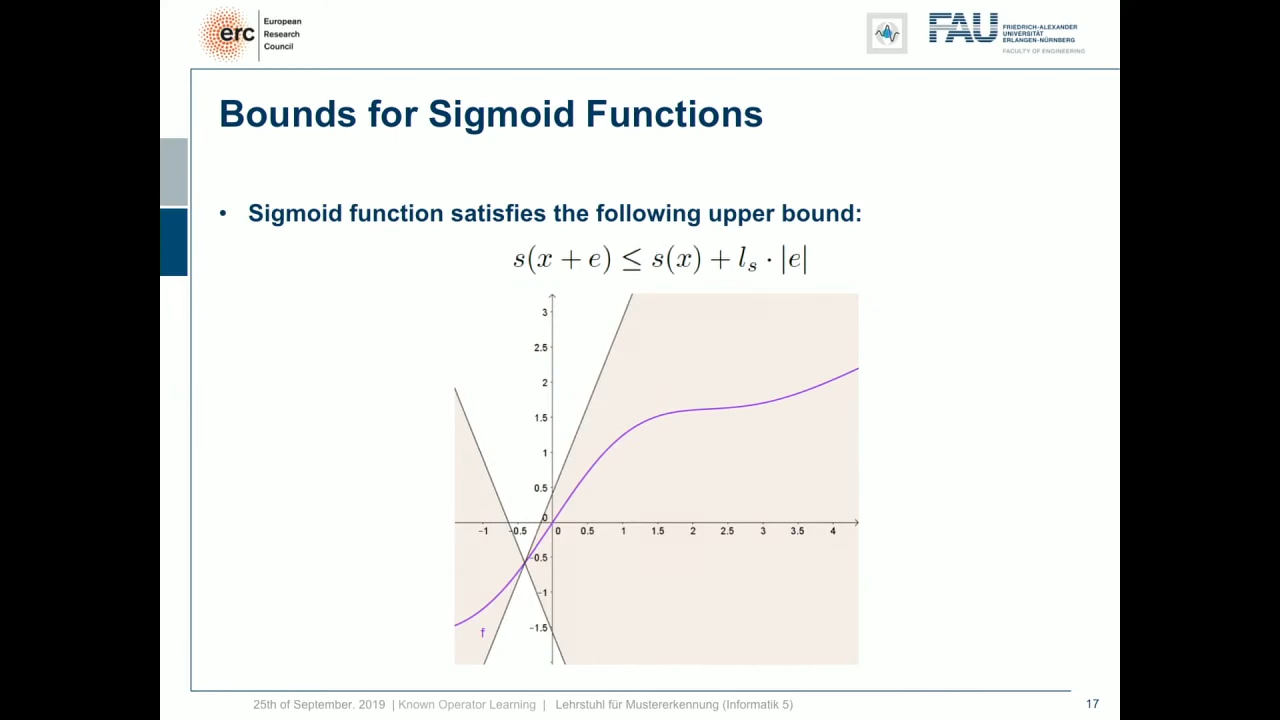 erc
European
Research
Council
FAU
FRIEDRICH-ALEXANDER
UNIVERSITÄT
ERLANGEN-NÜRNBERG
FACULTY OF ENGINEERING
Bounds for Sigmoid Functions
• Sigmoid function satisfies the following upper bound:
s(x + e) ≤ s(x) + l_s · |e|
3
2.5
2
1.5
1
0.5
0
−1 −0.5 0 0.5 1 1.5 2 2.5 3 3.5 4
−0.5
−1
−1.5
f
25th of September. 2019 | Known Operator Learning | Lehrstuhl für Mustererkennung (Informatik 5)
17